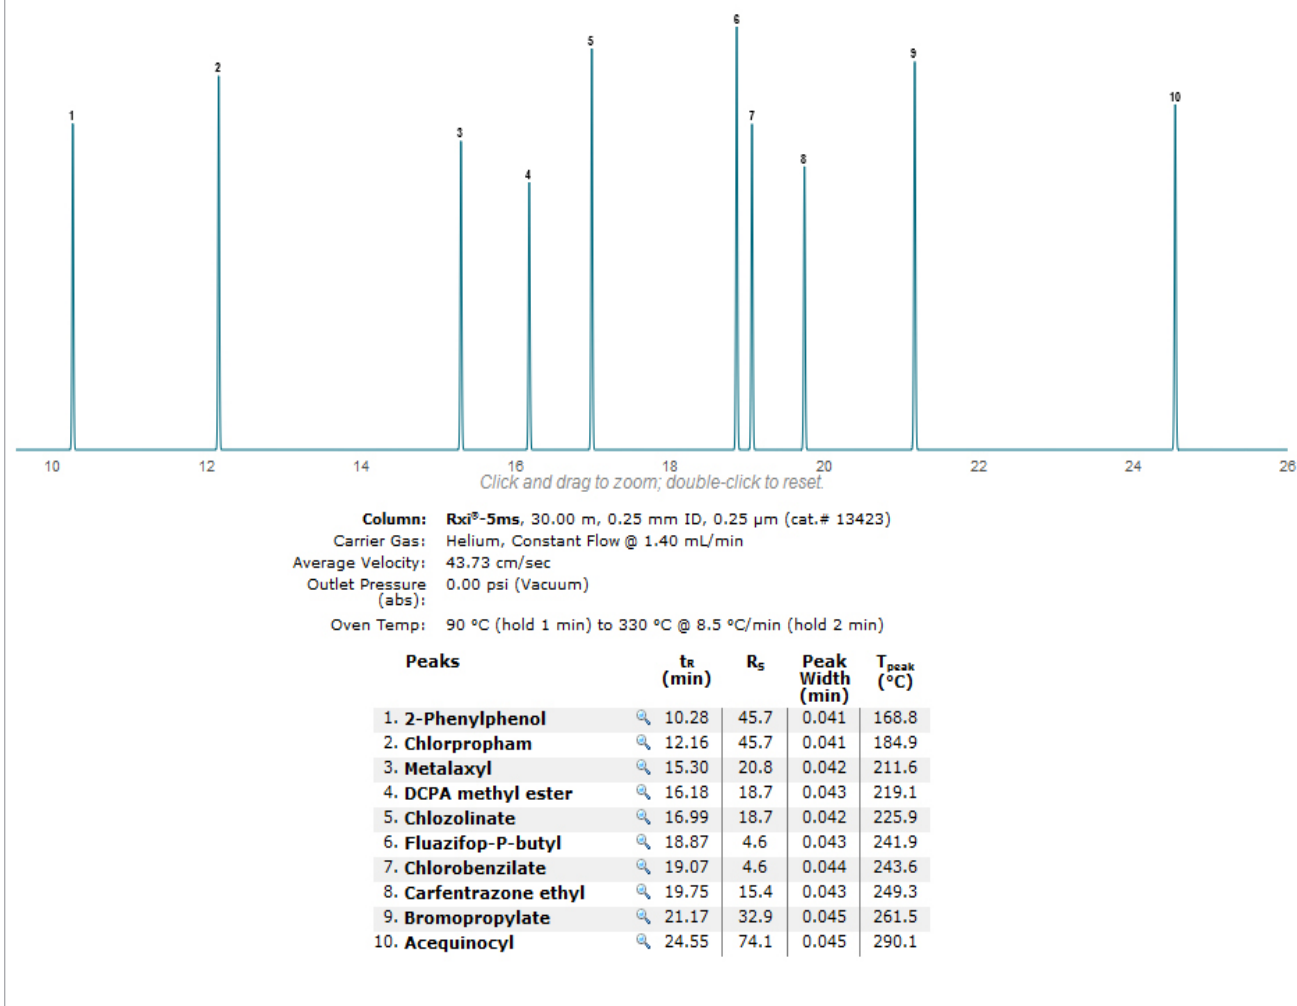 6
5
9
2
10
1
7
3
8
4
10 12 14 16 18 20 22 24 26
Click and drag to zoom; double-click to reset.
Column: Rxi®-5ms, 30.00 m, 0.25 mm ID, 0.25 µm (cat.# 13423)
Carrier Gas: Helium, Constant Flow @ 1.40 mL/min
Average Velocity: 43.73 cm/sec
Outlet Pressure (abs): 0.00 psi (Vacuum)
Oven Temp: 90 °C (hold 1 min) to 330 °C @ 8.5 °C/min (hold 2 min)
Peaks tR (min) RS Peak Width (min) Tpeak (°C)
1. 2-Phenylphenol 10.28 45.7 0.041 168.8
2. Chlorpropham 12.16 45.7 0.041 184.9
3. Metalaxyl 15.30 20.8 0.042 211.6
4. DCPA methyl ester 16.18 18.7 0.043 219.1
5. Chlozolinate 16.99 18.7 0.042 225.9
6. Fluazifop-P-butyl 18.87 4.6 0.043 241.9
7. Chlorobenzilate 19.07 4.6 0.044 243.6
8. Carfentrazone ethyl 19.75 15.4 0.043 249.3
9. Bromopropylate 21.17 32.9 0.045 261.5
10. Acequinocyl 24.55 74.1 0.045 290.1